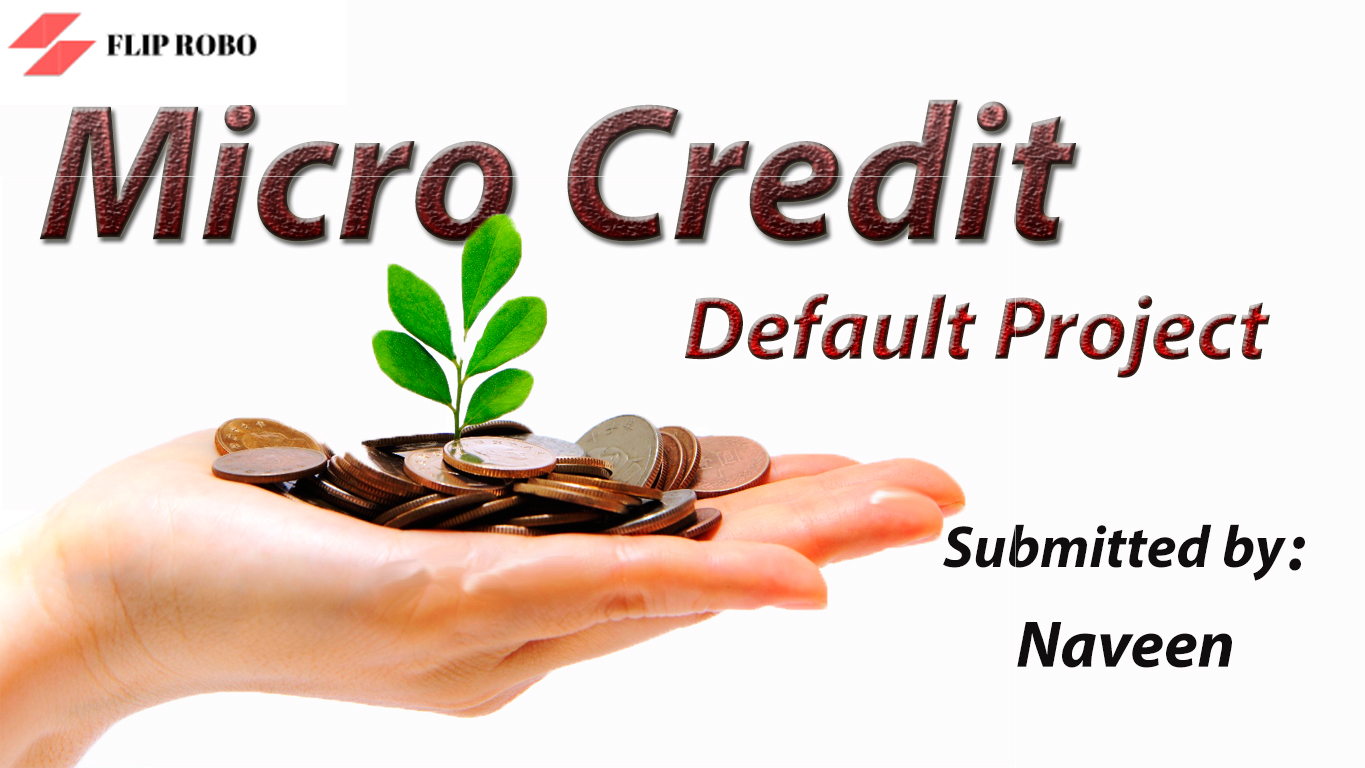 FLIP ROBO
Micro Credit
Default Project
Submitted by:
Naveen